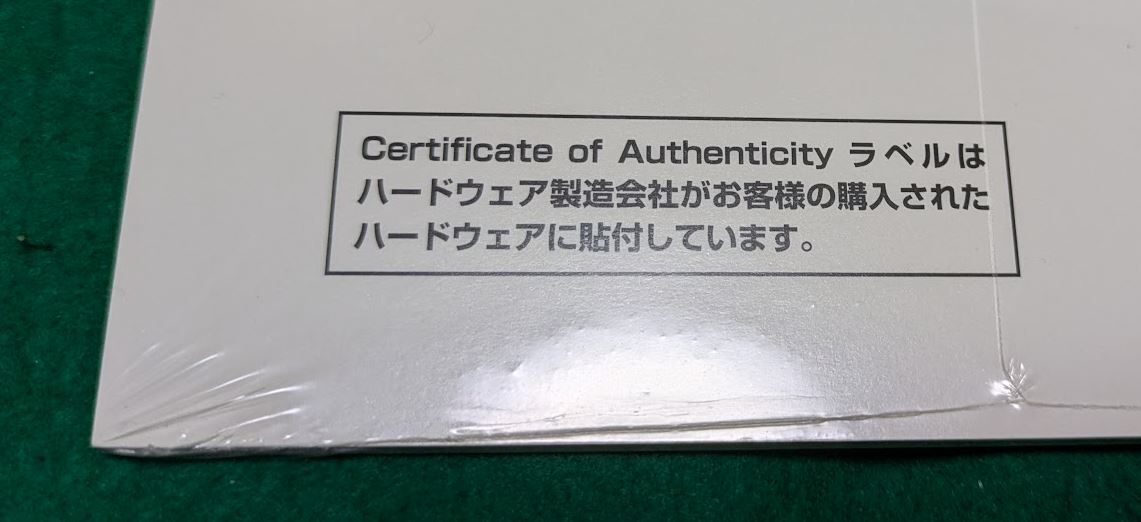 Certificate of Authenticity ラベルは
ハードウェア製造会社がお客様の購入された
ハードウェアに貼付しています。